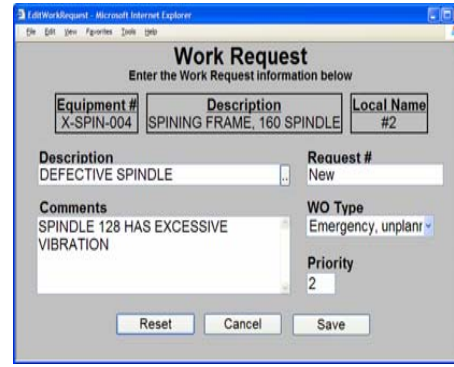 EditWorkRequest - Microsoft Internet Explorer
File Edit View Favorites Tools Help
Work Request
Enter the Work Request information below
Equipment # Description Local Name
X-SPIN-004 SPINING FRAME, 160 SPINDLE #2
Description Request #
DEFECTIVE SPINDLE .. New
Comments WO Type
SPINDLE 128 HAS EXCESSIVE Emergency, unplanr
VIBRATION
Priority
2
Reset Cancel Save